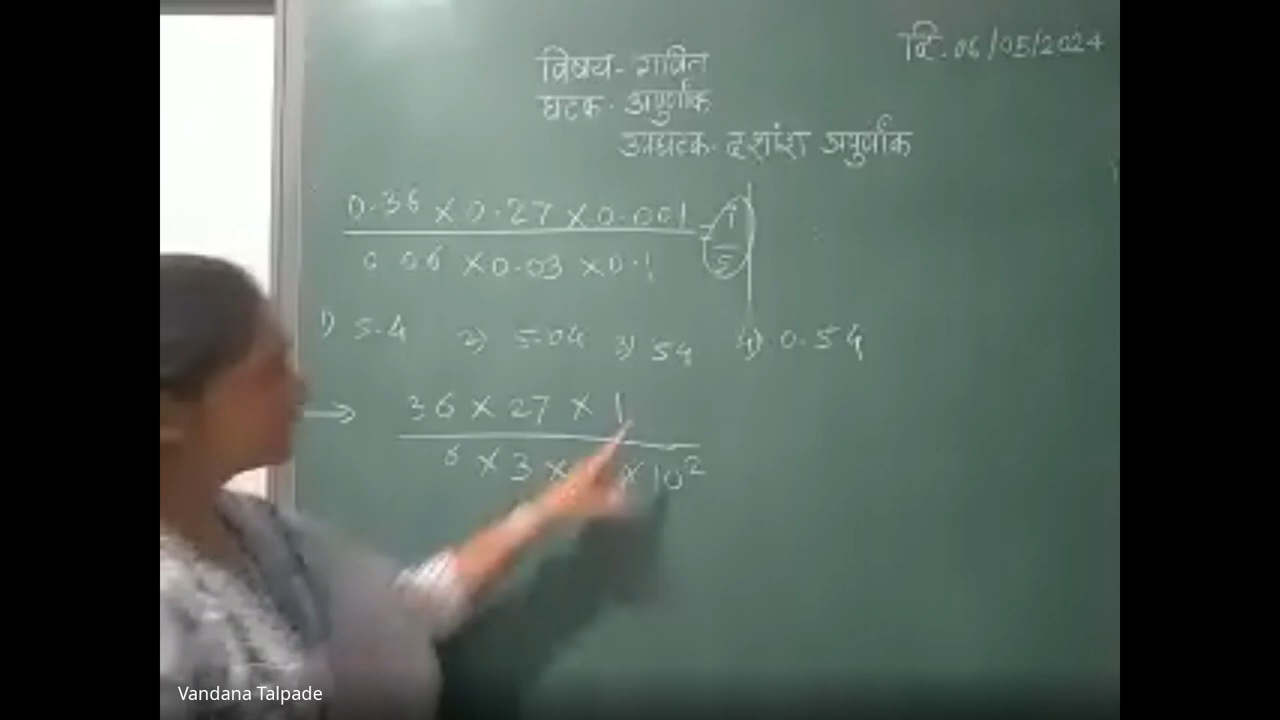 दि. 06/05/2024
विषय - गणित
घटक - अपुर्णांक
उपघटक - दशांश अपुर्णांक
0.36 × 0.27 × 0.001 - 7
0.06 × 0.03 × 0.1 5
1) 5.4 2) 5.04 3) 54 4) 0.54
→ 36 × 27 × 1
6 × 3 × × 10²
Vandana Talpade